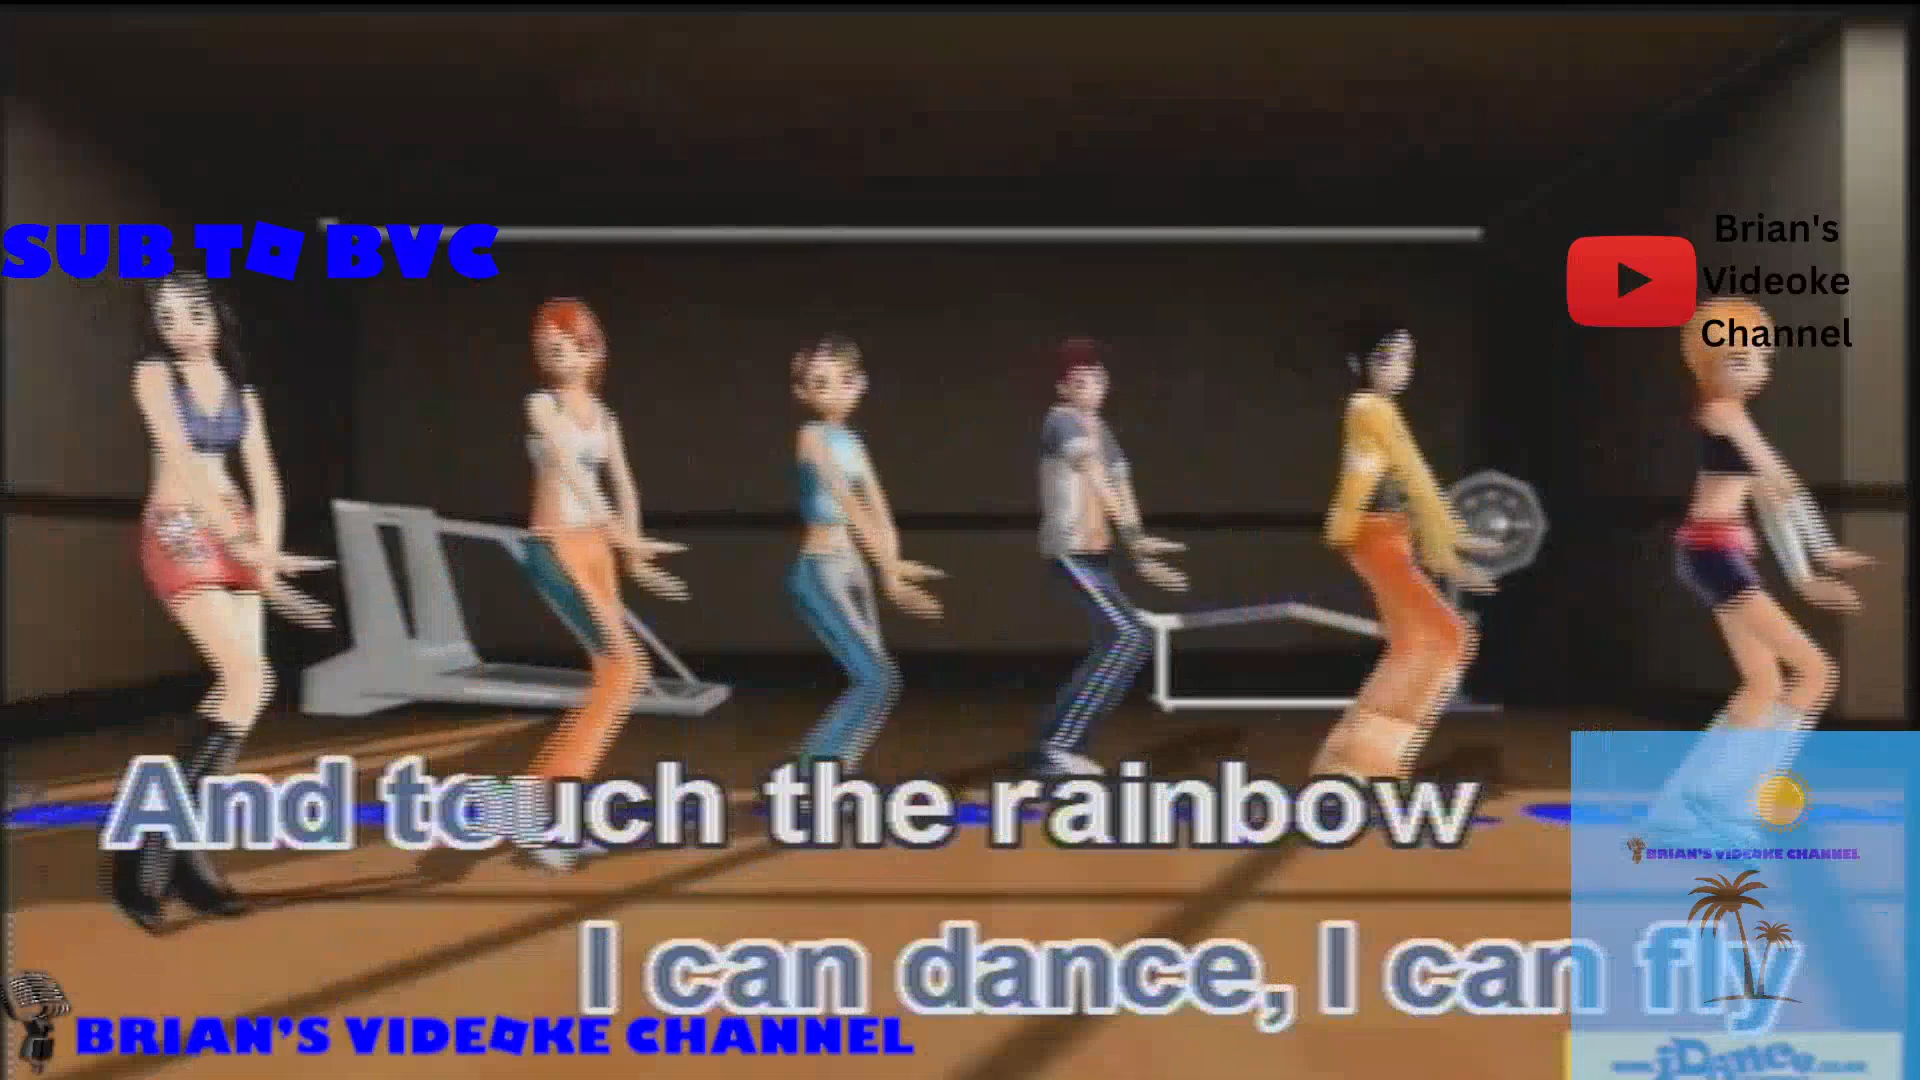 SUB TO BVC
Brian's
Videoke
Channel
And touch the rainbow
BRIAN'S VIDEOKE CHANNEL
I can dance, I can fly
BRIAN'S VIDEOKE CHANNEL
iDance